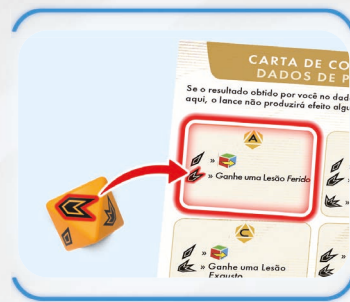 CARTA DE CO
DADOS DE P
Se o resultado obtido por você no dad
aqui, o lance não produzirá efeito algu
A
»
» Ganhe uma Lesão Ferido
»
»
C
»
» Ganhe uma Lesão
Exausto
»